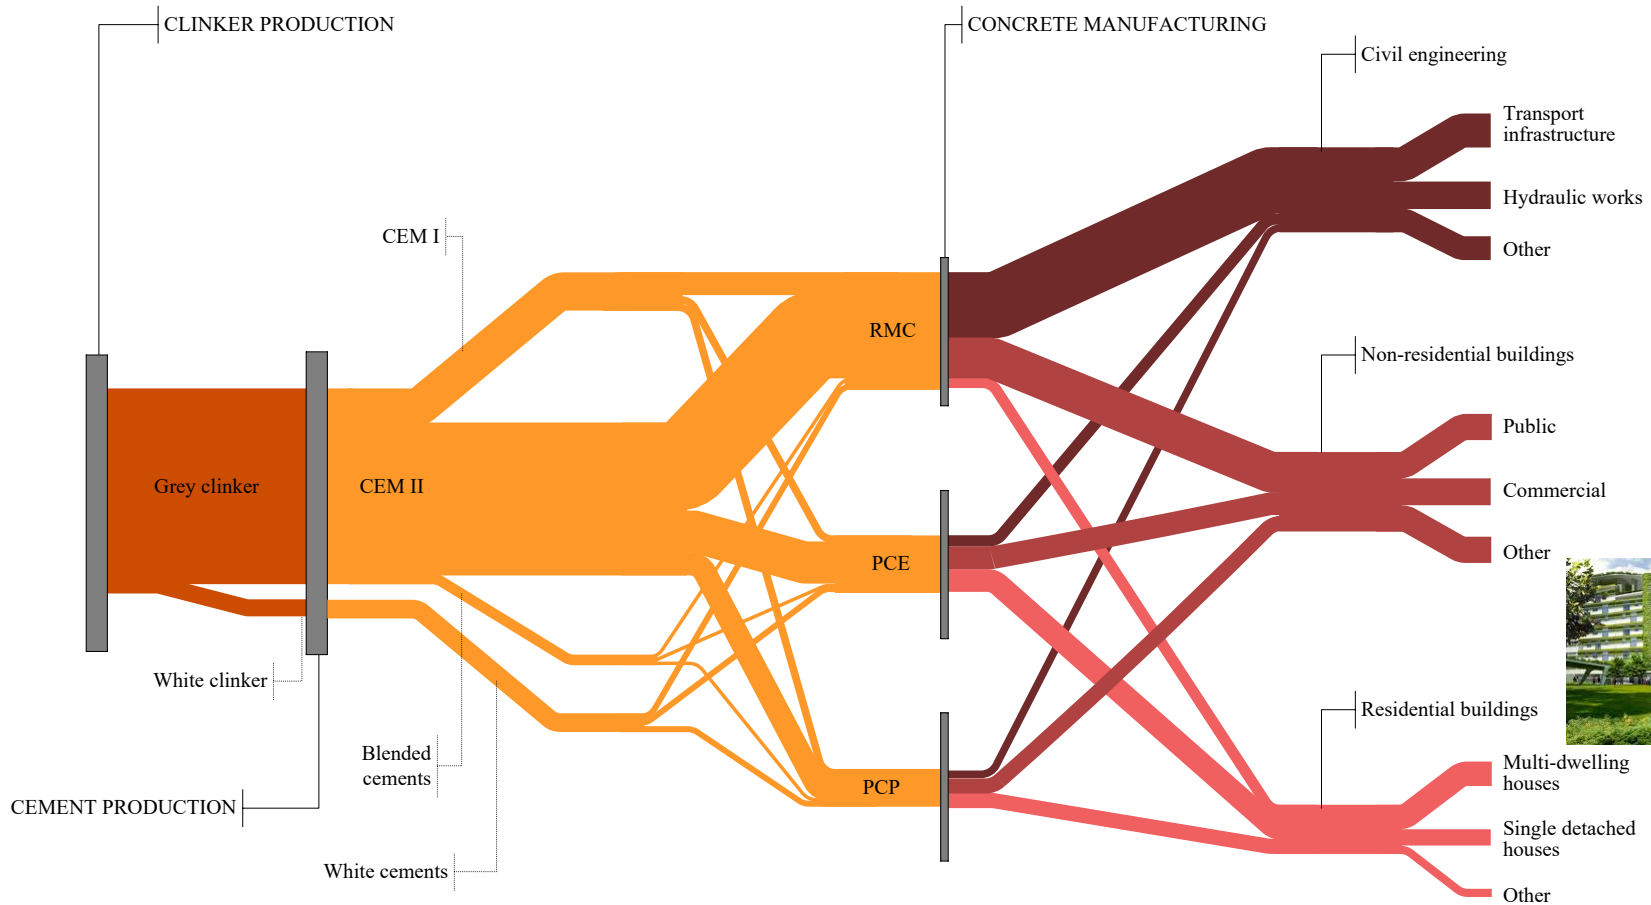 CLINKER PRODUCTION
CONCRETE MANUFACTURING
Civil engineering
Transport
infrastructure
Hydraulic works
CEM I
Other
RMC
Non-residential buildings
Public
Grey clinker
CEM II
Commercial
Other
PCE
White clinker
Residential buildings
Blended
cements
Multi-dwelling
houses
PCP
CEMENT PRODUCTION
Single detached
houses
White cements
Other